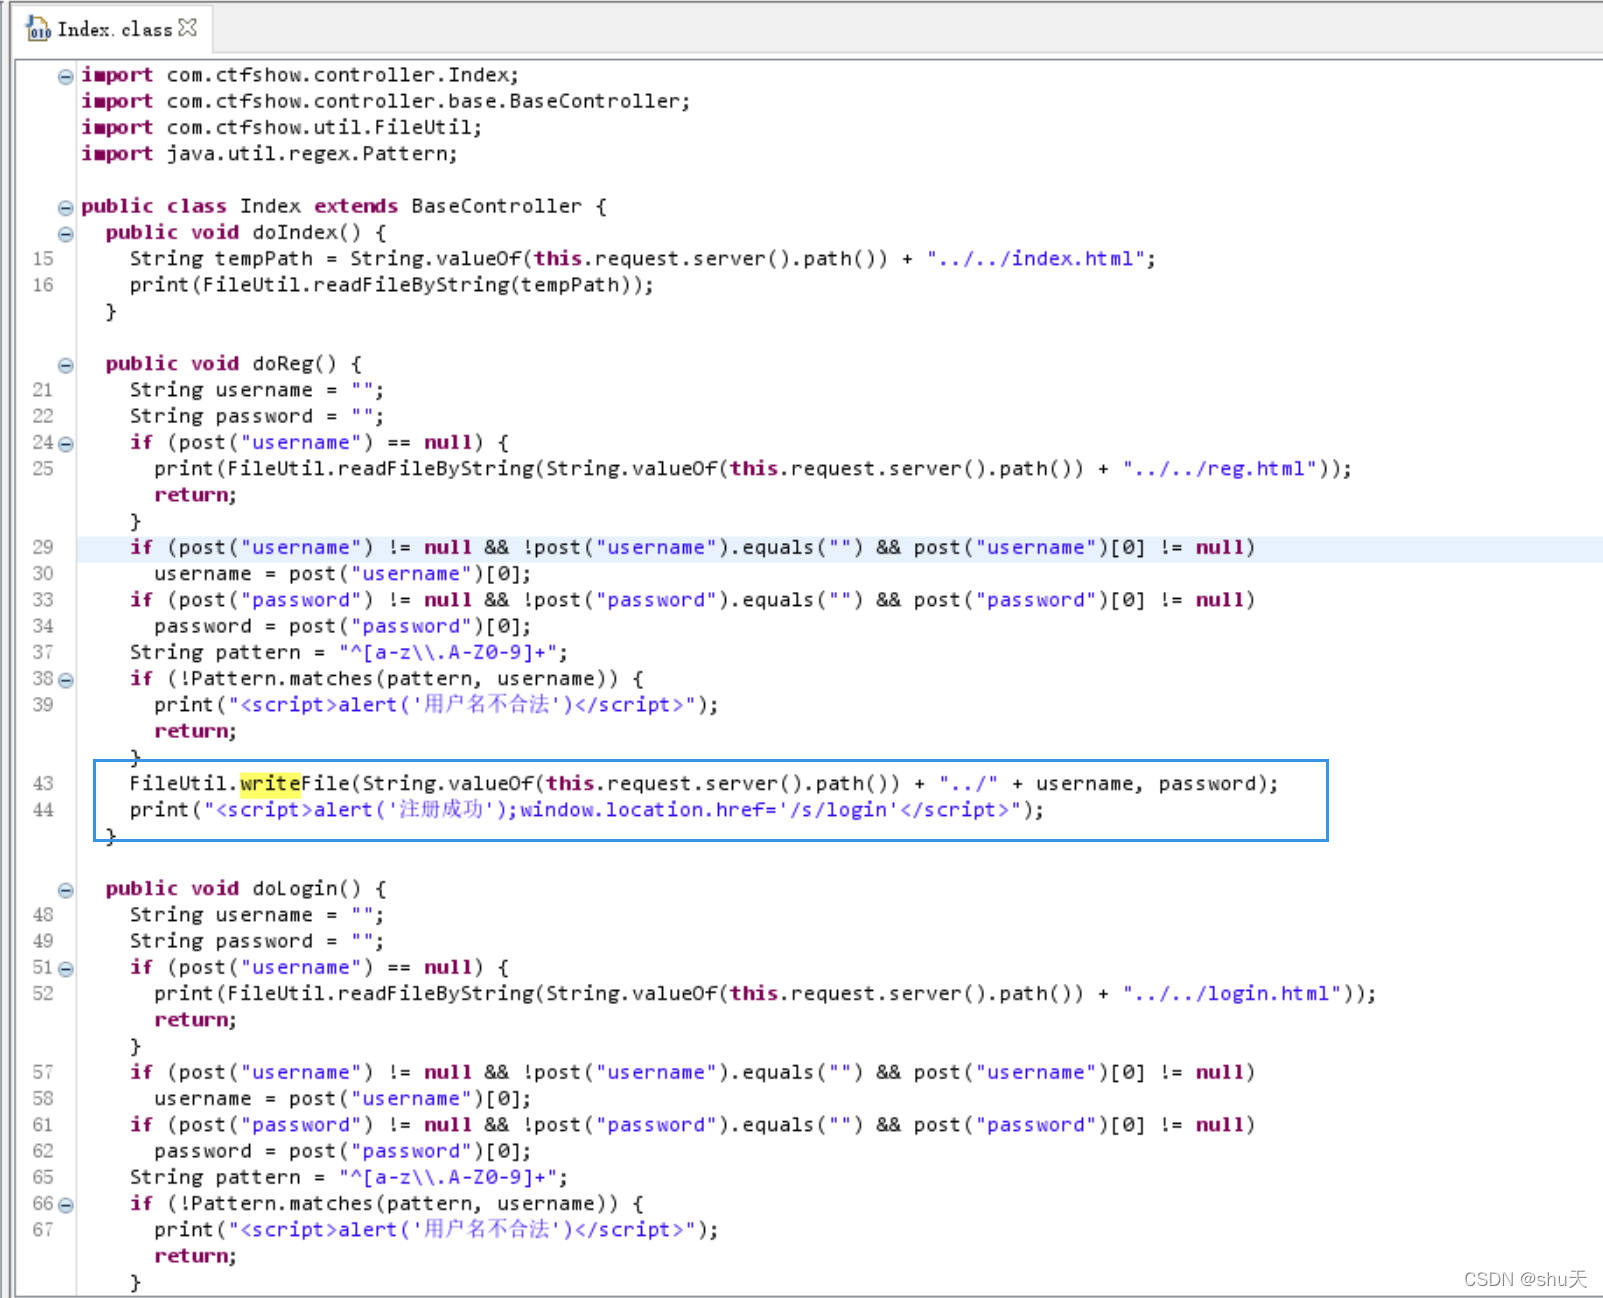 Index.class
import com.ctfshow.controller.Index;
import com.ctfshow.controller.base.BaseController;
import com.ctfshow.util.FileUtil;
import java.util.regex.Pattern;
public class Index extends BaseController {
public void doIndex() {
15 String tempPath = String.valueOf(this.request.server().path()) + "../../index.html";
16 print(FileUtil.readFileByString(tempPath));
}
public void doReg() {
21 String username = "";
22 String password = "";
24 if (post("username") == null) {
25 print(FileUtil.readFileByString(String.valueOf(this.request.server().path()) + "../../reg.html"));
return;
}
29 if (post("username") != null && !post("username").equals("") && post("username")[0] != null)
30 username = post("username")[0];
33 if (post("password") != null && !post("password").equals("") && post("password")[0] != null)
34 password = post("password")[0];
37 String pattern = "^[a-z\\.A-Z0-9]+";
38 if (!Pattern.matches(pattern, username)) {
39 print("<script>alert('用户名不合法')</script>");
return;
}
43 FileUtil.writeFile(String.valueOf(this.request.server().path()) + "../" + username, password);
44 print("<script>alert('注册成功');window.location.href='/s/login'</script>");
}
public void doLogin() {
48 String username = "";
49 String password = "";
51 if (post("username") == null) {
52 print(FileUtil.readFileByString(String.valueOf(this.request.server().path()) + "../../login.html"));
return;
}
57 if (post("username") != null && !post("username").equals("") && post("username")[0] != null)
58 username = post("username")[0];
61 if (post("password") != null && !post("password").equals("") && post("password")[0] != null)
62 password = post("password")[0];
65 String pattern = "^[a-z\\.A-Z0-9]+";
66 if (!Pattern.matches(pattern, username)) {
67 print("<script>alert('用户名不合法')</script>");
return;
}
CSDN @shu天